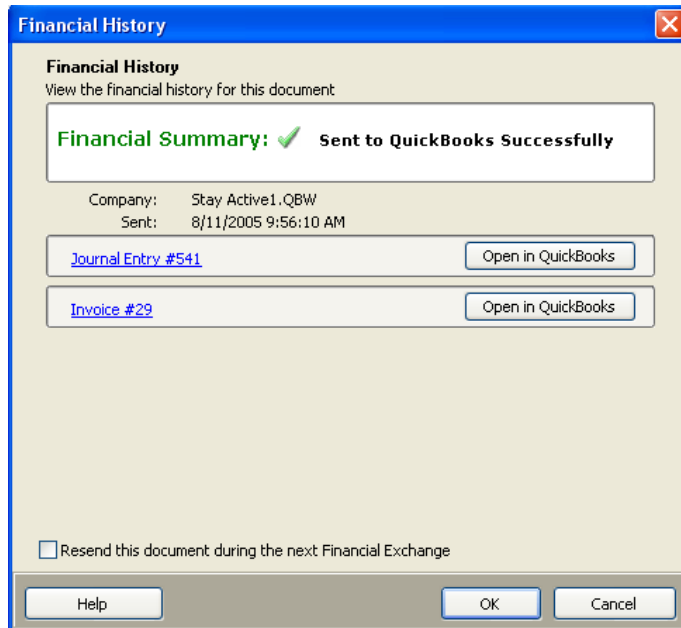 Financial History
Financial History
View the financial history for this document
Financial Summary: Sent to QuickBooks Successfully
Company: Stay Active1.QBW
Sent: 8/11/2005 9:56:10 AM
Journal Entry #541 Open in QuickBooks
Invoice #29 Open in QuickBooks
Resend this document during the next Financial Exchange
Help OK Cancel